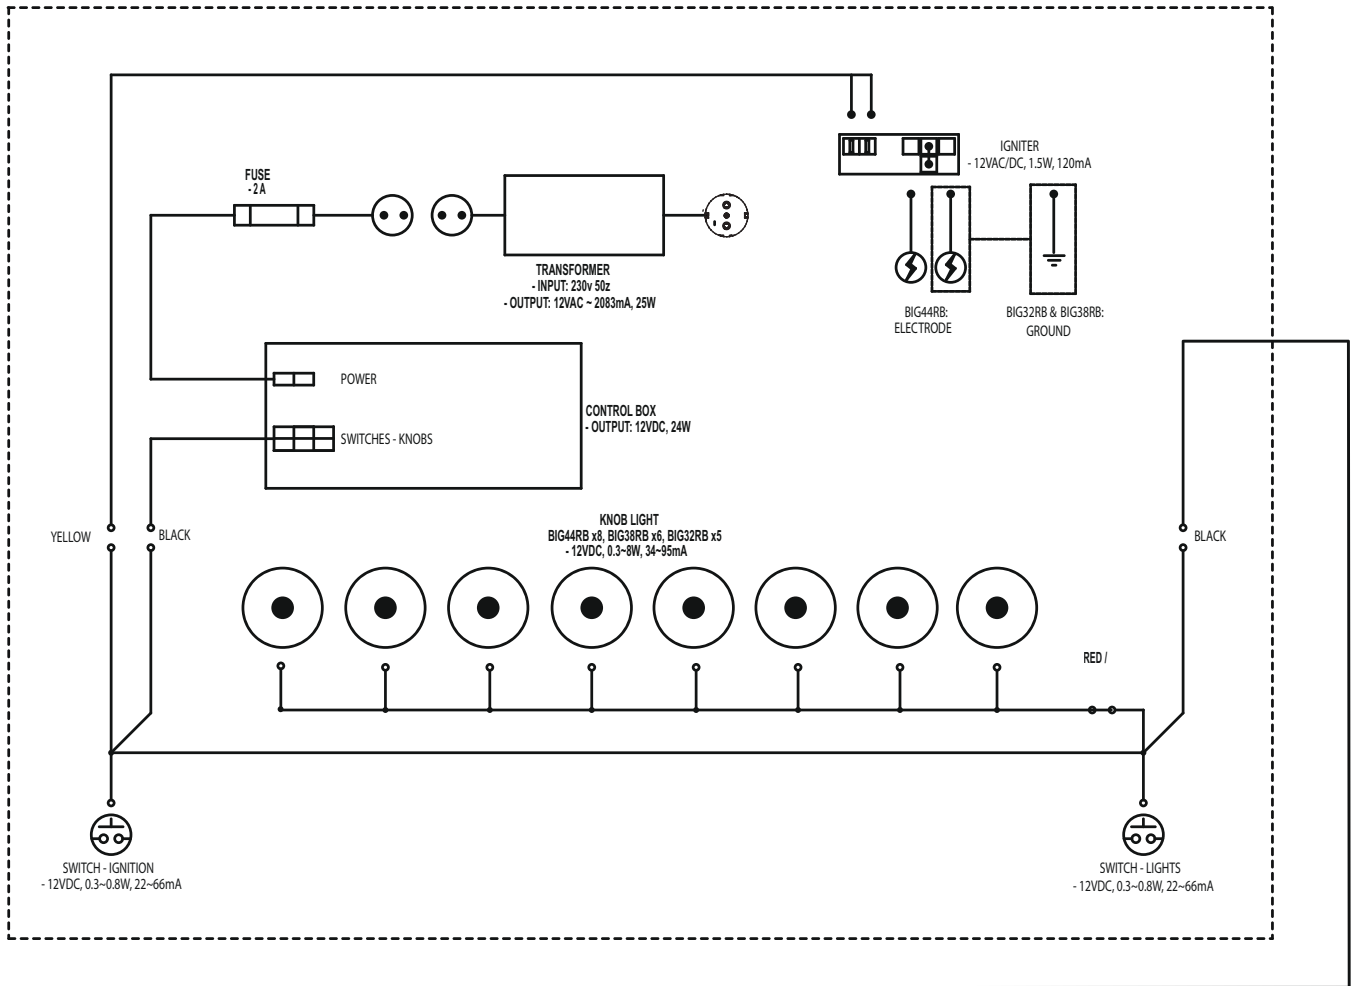 IGNITER
- 12VAC/DC, 1.5W, 120mA
FUSE
- 2 A
TRANSFORMER
- INPUT: 230v 50z
- OUTPUT: 12VAC ~ 2083mA, 25W
BIG44RB:
ELECTRODE
BIG32RB & BIG38RB:
GROUND
POWER
CONTROL BOX
- OUTPUT: 12VDC, 24W
SWITCHES - KNOBS
YELLOW
BLACK
KNOB LIGHT
BIG44RB x8, BIG38RB x6, BIG32RB x5
- 12VDC, 0.3~8W, 34~95mA
BLACK
RED /
SWITCH - IGNITION
- 12VDC, 0.3~0.8W, 22~66mA
SWITCH - LIGHTS
- 12VDC, 0.3~0.8W, 22~66mA